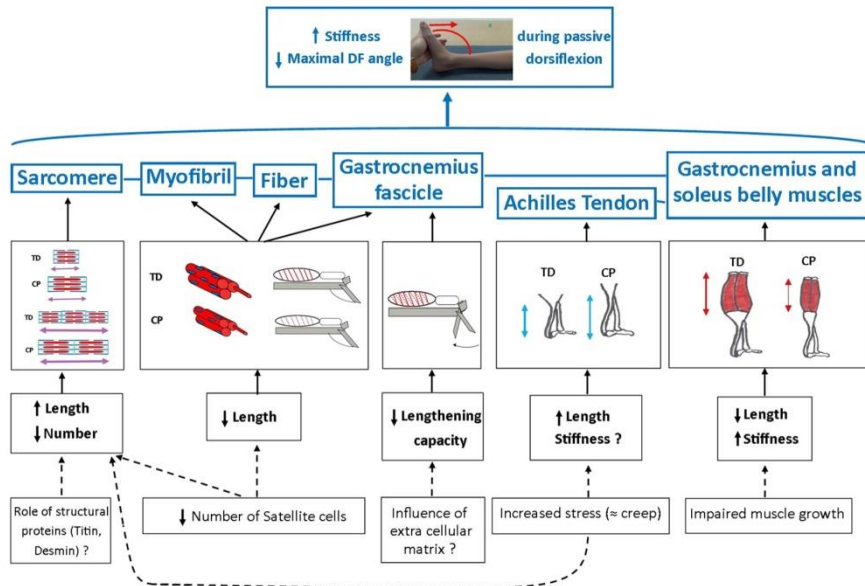 ↑ Stiffness
↓ Maximal DF angle
during passive
dorsiflexion
Sarcomere
Myofibril
Fiber
Gastrocnemius
fascicle
Achilles Tendon
Gastrocnemius and
soleus belly muscles
TD
CP
TD
CP
TD
CP
TD
CP
TD
CP
↑ Length
↓ Number
↓ Length
↓ Lengthening
capacity
↑ Length
Stiffness ?
↓ Length
↑ Stiffness
Role of structural
proteins (Titin,
Desmin) ?
↓ Number of Satellite cells
Influence of
extra cellular
matrix ?
Increased stress (≈ creep)
Impaired muscle growth